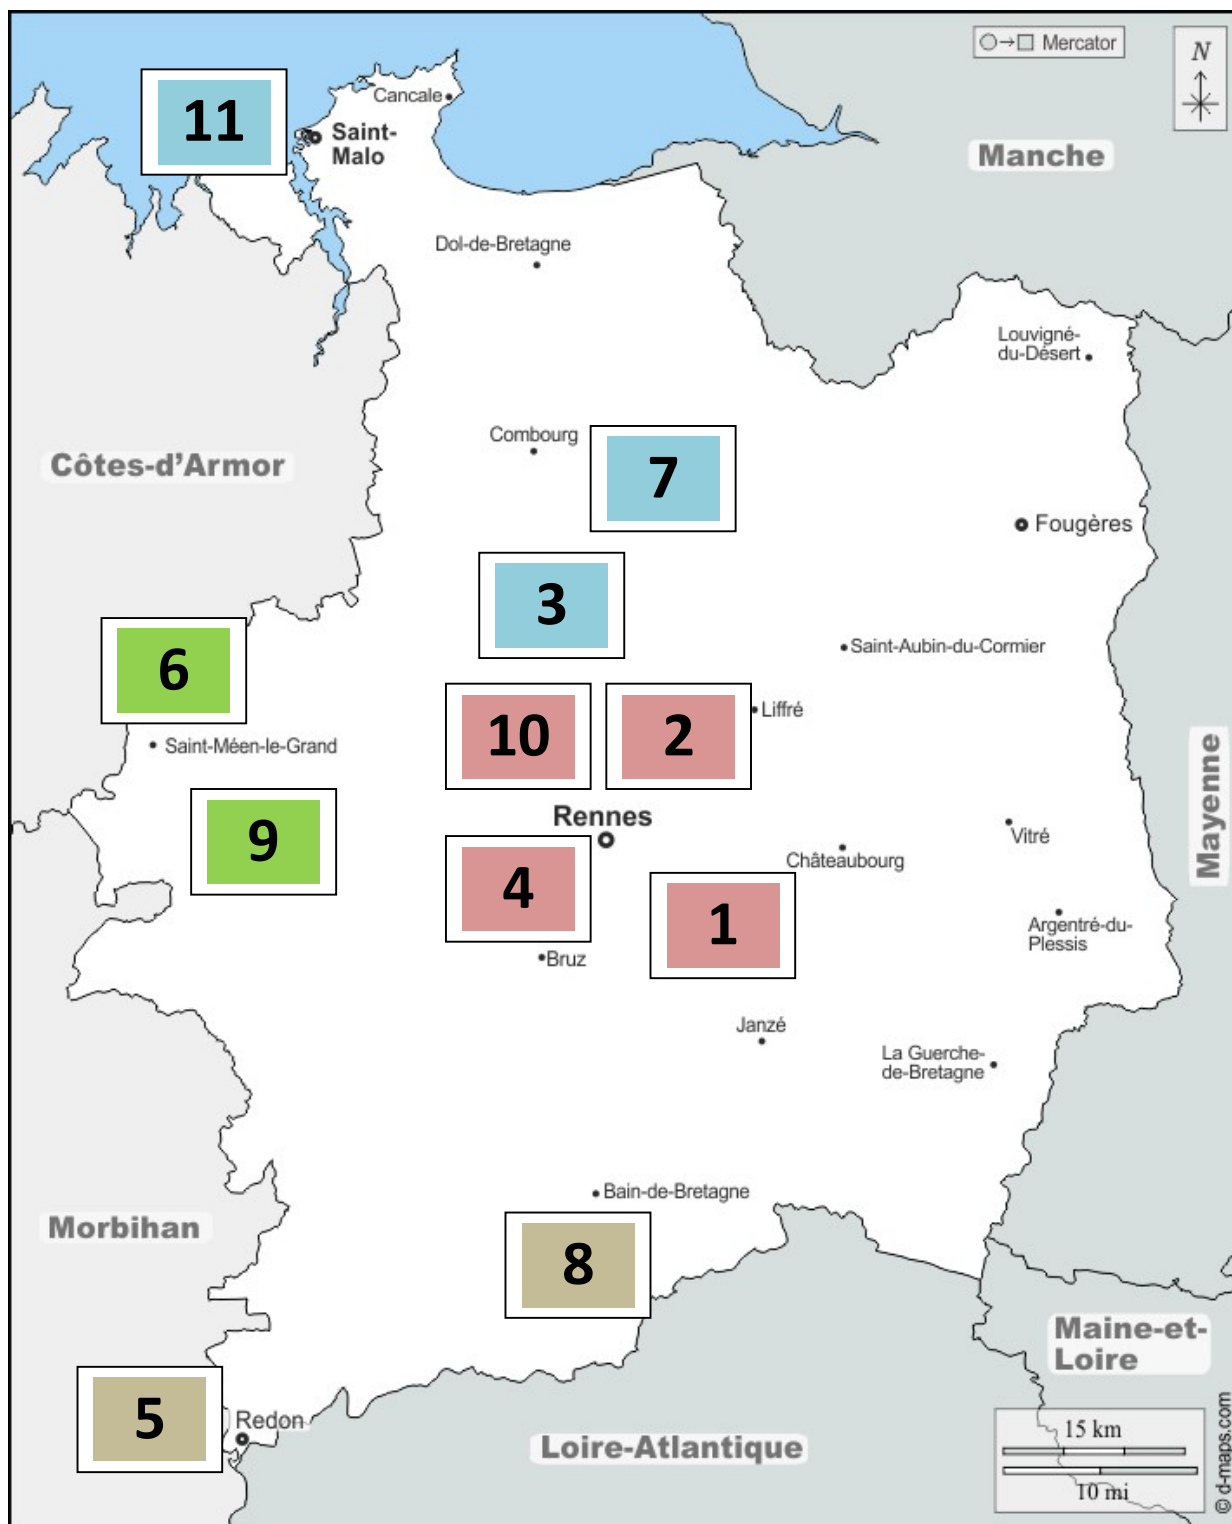 Mercator
N
11
Cancale
Saint-
Malo
Manche
Dol-de-Bretagne
Louvigné-
du-Désert
Combourg
Côtes-d'Armor
7
Fougères
3
6
Saint-Aubin-du-Cormier
10
2
Liffré
Saint-Méen-le-Grand
Mayenne
9
Rennes
Vitré
4
Châteaubourg
1
Argentré-du-
Plessis
Bruz
Janzé
La Guerche-
de-Bretagne
Bain-de-Bretagne
Morbihan
8
Maine-et-
Loire
5
Redon
Loire-Atlantique
15 km
10 mi
© d-maps.com